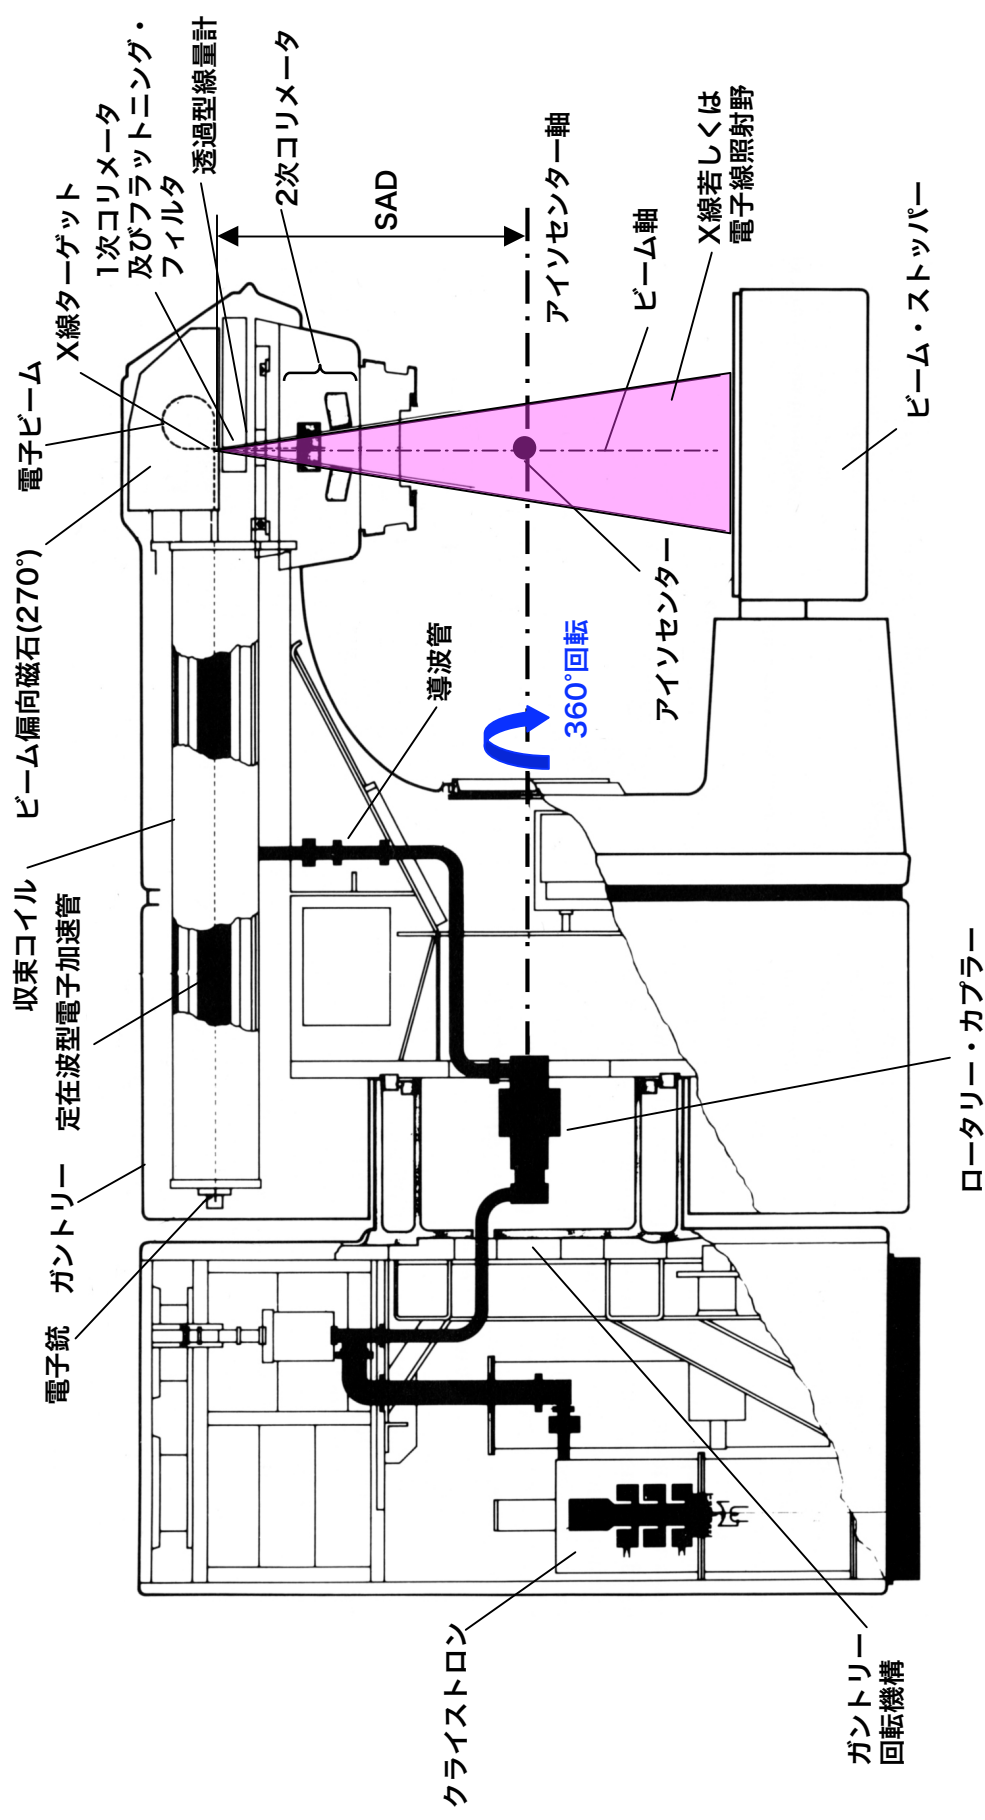 電子銃
ガントリー
定在波型電子加速管
収束コイル
ビーム偏向磁石(270°)
電子ビーム
X線ターゲット
1次コリメータ
及びフラットニング・
フィルタ
透過型線量計
2次コリメータ
SAD
アイソセンター軸
ビーム軸
X線若しくは
電子線照射野
ビーム・ストッパー
アイソセンター
360°回転
導波管
ロータリー・カプラー
クライストロン
ガントリー
回転機構